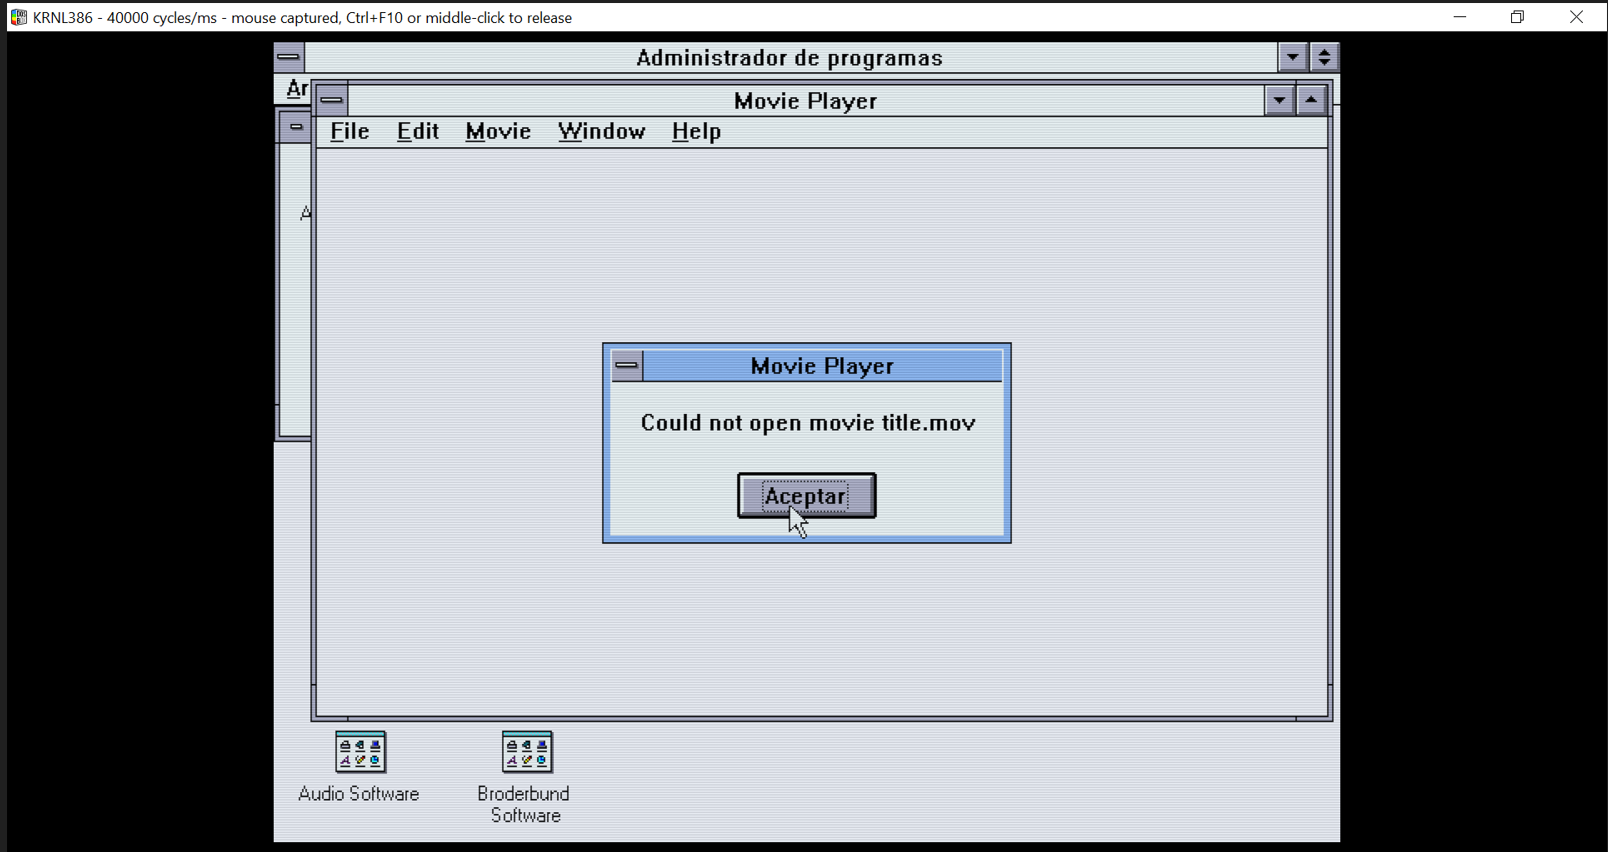 KRNL386 - 40000 cycles/ms - mouse captured, Ctrl+F10 or middle-click to release
Administrador de programas
Ar
Movie Player
File Edit Movie Window Help
A
Movie Player
Could not open movie title.mov
Aceptar
Audio Software
Broderbund
Software